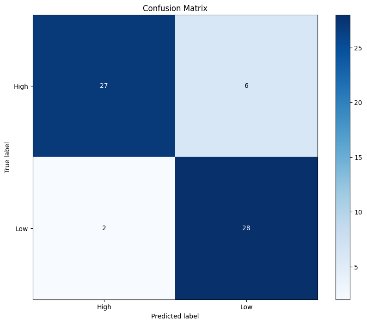 Confusion Matrix
25
20
15
10
5
High
27
6
True label
Low
2
28
High
Low
Predicted label